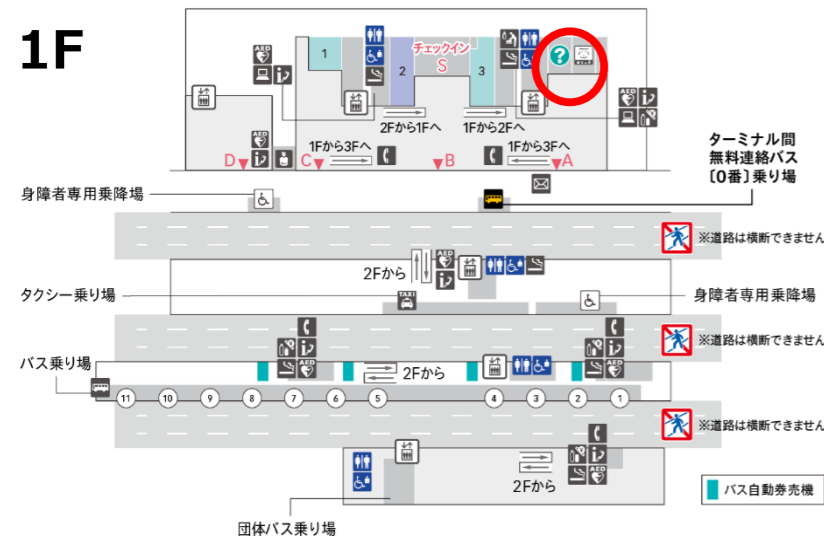 1F
AED
チェックイン
S
1
2
3
?
AED
2Fから1Fへ
1Fから2Fへ
AED
1Fから3Fへ
1Fから3Fへ
D
C
B
A
ターミナル間
無料連絡バス
〔0番〕乗り場
身障者専用乗降場
※道路は横断できません
2Fから
AED
タクシー乗り場
TAXI
身障者専用乗降場
※道路は横断できません
バス乗り場
AED
2Fから
AED
11
10
9
8
7
6
5
4
3
2
1
※道路は横断できません
AED
2Fから
バス自動券売機
団体バス乗り場